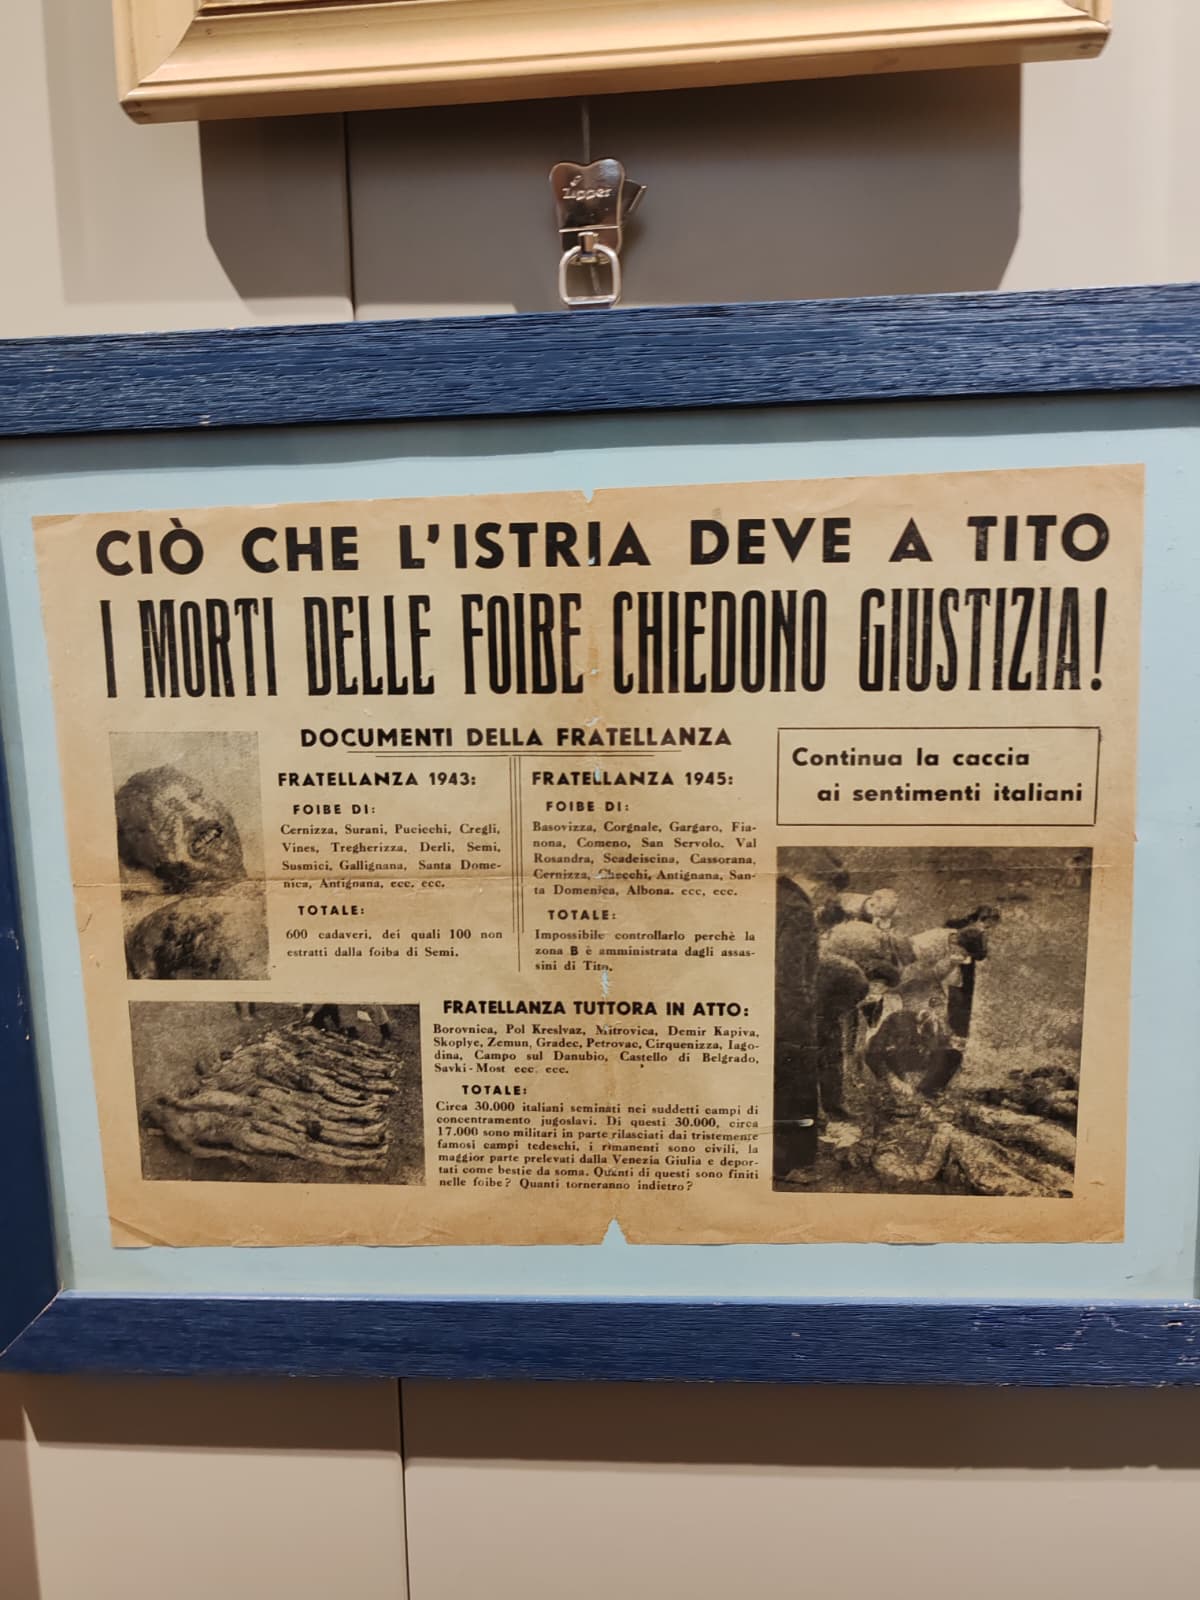 Zipper
CIÒ CHE L'ISTRIA DEVE A TITO
I MORTI DELLE FOIBE CHIEDONO GIUSTIZIA!
DOCUMENTI DELLA FRATELLANZA
FRATELLANZA 1943:
FOIBE DI:
Cernizza, Surani, Pucicchi, Cregli,
Vines, Tregherizza, Derli, Semi,
Susmici, Gallignana, Santa Dome-
nica, Antignana, ecc. ecc.
TOTALE:
600 cadaveri, dei quali 100 non
estratti dalla foiba di Semi.
FRATELLANZA 1945:
FOIBE DI:
Basovizza, Corgnale, Gargaro, Fia-
nona, Comeno, San Servolo. Val
Rosandra, Scadeiscina, Cassorana,
Cernizza, Checchi, Antignana, San-
ta Domenica, Albona. ecc, ecc.
TOTALE:
Impossibile controllarlo perchè la
zona B è amministrata dagli assas-
sini di Tito.
Continua la caccia
ai sentimenti italiani
FRATELLANZA TUTTORA IN ATTO:
Borovnica, Pol Kreslvaz, Mitrovica, Demir Kapiva,
Skoplye, Zemun, Gradec, Petrovac, Cirquenizza, Iago-
dina, Campo sul Danubio, Castello di Belgrado,
Savki-Most ecc. ecc.
TOTALE:
Circa 30.000 italiani seminati nei suddetti campi di
concentramento jugoslavi. Di questi 30.000, circa
17.000 sono militari in parte rilasciati dai tristemente
famosi campi tedeschi, i rimanenti sono civili, la
maggior parte prelevati dalla Venezia Giulia e depor-
tati come bestie da soma. Quanti di questi sono finiti
nelle foibe? Quanti torneranno indietro?